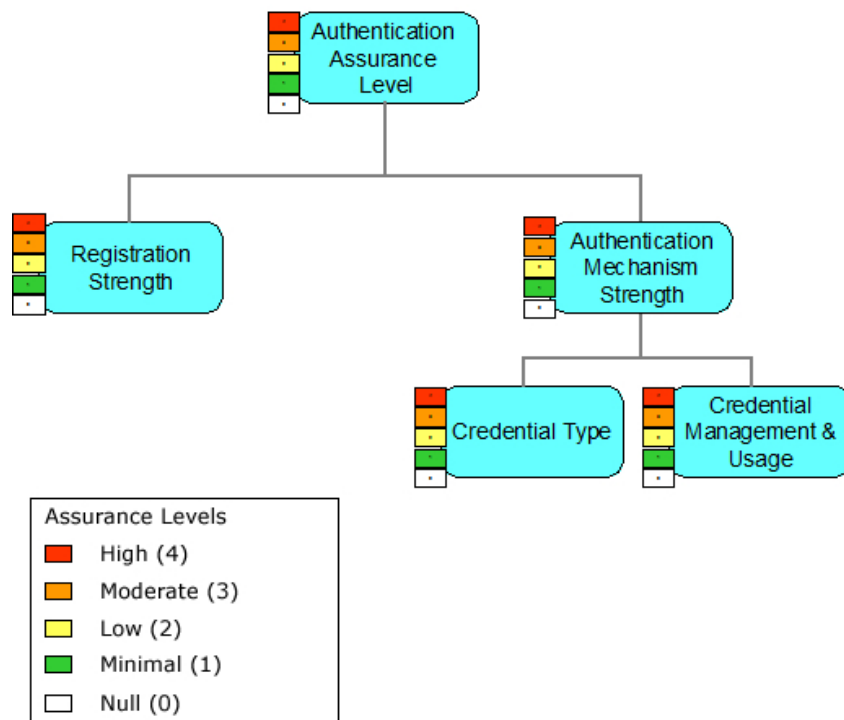 Authentication
Assurance
Level
Registration
Strength
Authentication
Mechanism
Strength
Credential Type
Credential
Management &
Usage
Assurance Levels
High (4)
Moderate (3)
Low (2)
Minimal (1)
Null (0)